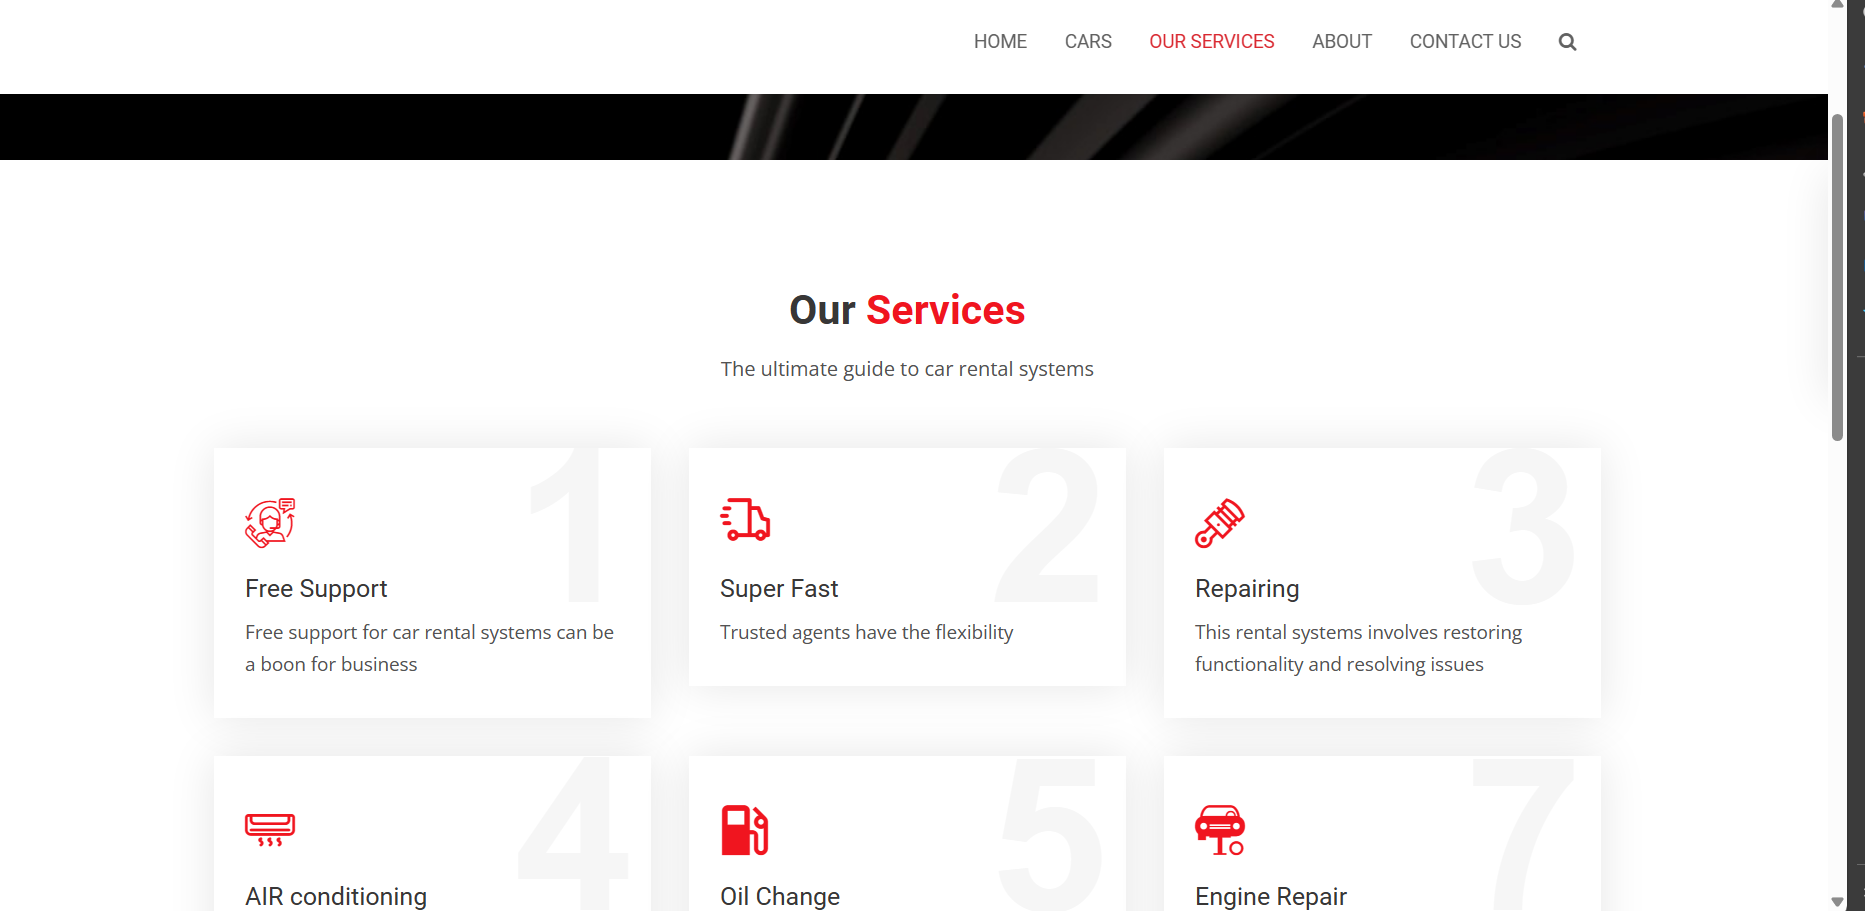 HOME CARS OUR SERVICES ABOUT CONTACT US
Our Services
The ultimate guide to car rental systems
1
Free Support
Free support for car rental systems can be
a boon for business
2
Super Fast
Trusted agents have the flexibility
3
Repairing
This rental systems involves restoring
functionality and resolving issues
4
AIR conditioning
5
Oil Change
7
Engine Repair